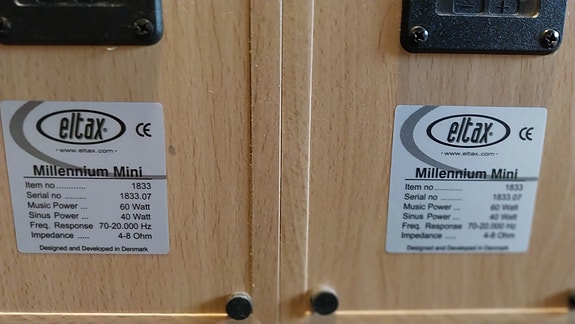 eltax®
CE
- www.eltax.com -
Millennium Mini
Item no ............ 1833
Serial no .......... 1833.07
Music Power ... 60 Watt
Sinus Power ... 40 Watt
Freq. Response 70-20.000 Hz
Impedance ..... 4-8 Ohm
Designed and Developed in Denmark
eltax®
CE
- www.eltax.com -
Millennium Mini
Item no ............ 1833
Serial no .......... 1833.07
Music Power ... 60 Watt
Sinus Power ... 40 Watt
Freq. Response 70-20.000 Hz
Impedance ..... 4-8 Ohm
Designed and Developed in Denmark